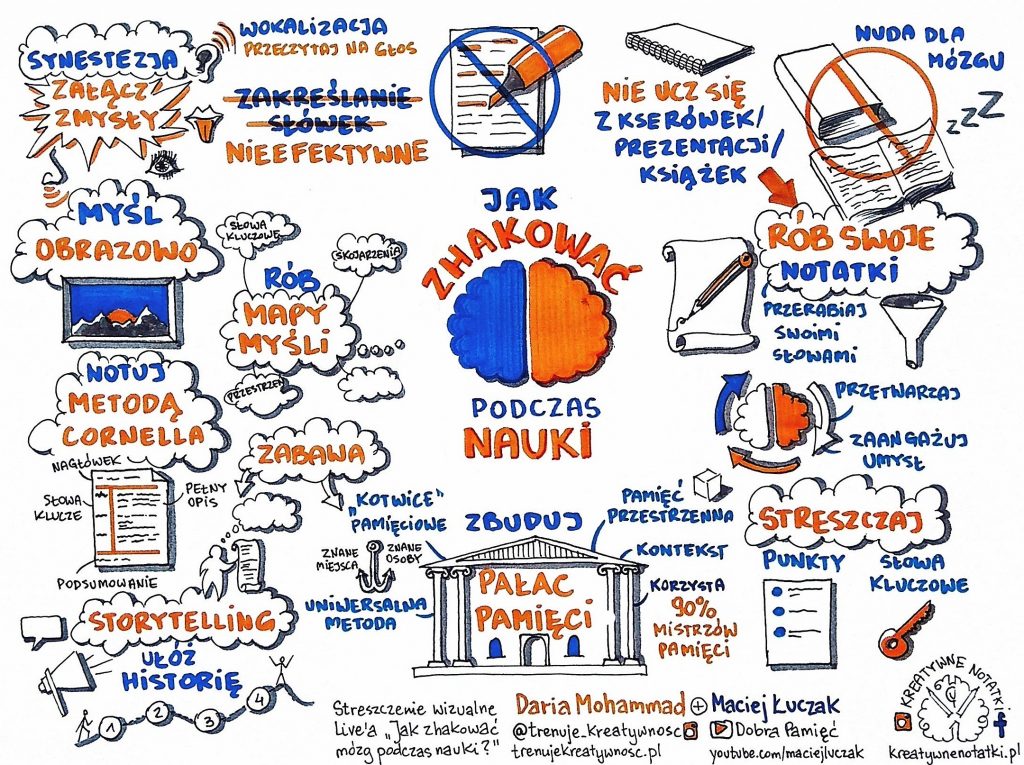 SYNESTEZJA
ZAŁĄCZ
ZMYSŁY
WOKALIZACJA
PRZECZYTAJ NA GŁOS
ZAKREŚLANIE
SŁÓWEK
NIEEFEKTYWNE
NIE UCZ SIĘ
Z KSERÓWEK/
PREZENTACJI/
KSIĄŻEK
NUDA DLA
MÓZGU
zzZ
MYŚL
OBRAZOWO
SŁOWA
KLUCZOWE
SKOJARZENIA
RÓB
MAPY
MYŚLI
PRZESTRZEŃ
JAK
ZHAKOWAĆ
PODCZAS
NAUKI
RÓB SWOJE
NOTATKI
PRZERABIAJ
SWOIMI
SŁOWAMI
PRZETWARZAJ
ZAANGAŻUJ
UMYSŁ
NOTUJ
METODĄ
CORNELLA
NAGŁÓWEK
SŁOWA
KLUCZE
PEŁNY
OPIS
PODSUMOWANIE
ZABAWA
"KOTWICE"
PAMIĘCIOWE
ZNANE
MIEJSCA
ZNANE
OSOBY
UNIWERSALNA
METODA
ZBUDUJ
PAŁAC
PAMIĘCI
PAMIĘĆ
PRZESTRZENNA
KONTEKST
KORZYSTA
90%
MISTRZÓW
PAMIĘCI
STRESZCZAJ
PUNKTY
SŁOWA
KLUCZOWE
STORYTELLING
UŁÓŻ
HISTORIĘ
1
2
3
4
Streszczenie wizualne
Live'a „Jak zhakować
mózg podczas nauki?"
Daria Mohammad + Maciej Łuczak
@trenuje_kreatywnosc
trenujekreatywnosc.pl
Dobra Pamięć
youtube.com/maciejluczak
KREATYWNE NOTATKI
f
kreatywnenotatki.pl